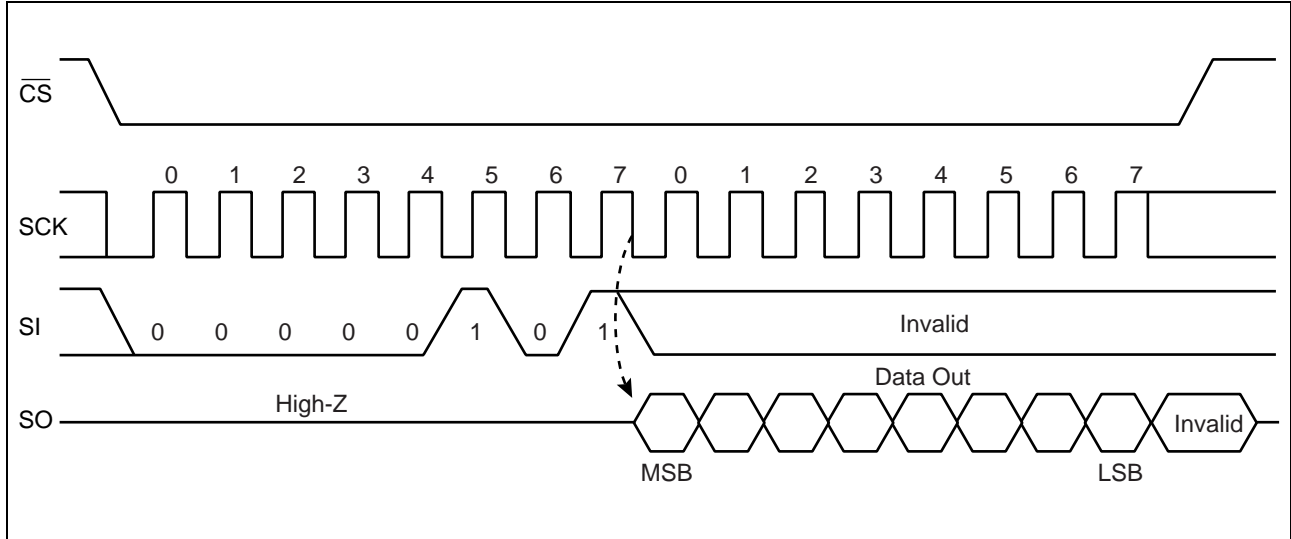 CS
0 1 2 3 4 5 6 7 0 1 2 3 4 5 6 7
SCK
SI 0 0 0 0 0 1 0 1 Invalid
Data Out
SO High-Z Invalid
MSB LSB